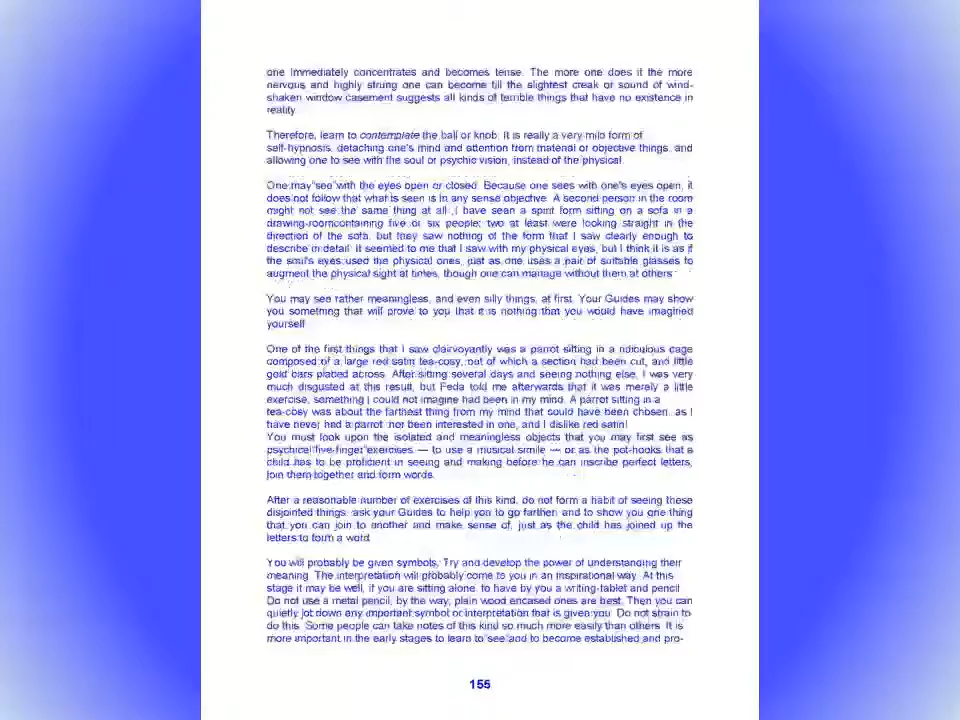 one immediately concentrates and becomes tense. The more one does it the more
nervous and highly strung one can become till the slightest creak or sound of wind-
shaken window casement suggests all kinds of terrible things that have no existence in
reality.
Therefore, learn to contemplate the ball or knob. It is really a very mild form of
self-hypnosis, detaching one's mind and attention from material or objective things, and
allowing one to see with the soul or psychic vision, instead of the physical.
One may "see" with the eyes open or closed. Because one sees with one's eyes open, it
does not follow that what is seen is in any sense objective. A second person in the room
might not see the same thing at all. I have seen a spirit form sitting on a sofa in a
drawing-roomcontaining five or six people; two at least were looking straight in the
direction of the sofa, but they saw nothing of the form that I saw clearly enough to
describe in detail. It seemed to me that I saw with my physical eyes, but I think it is as if
the soul's eyes used the physical ones, just as one uses a pair of suitable glasses to
augment the physical sight at times, though one can manage without them at others.
You may see rather meaningless, and even silly things, at first. Your Guides may show
you something that will prove to you that it is nothing that you would have imagined
yourself.
One of the first things that I saw clairvoyantly was a parrot sitting in a ridiculous cage
composed of a large red satin tea-cosy, out of which a section had been cut, and little
gold bars placed across. After sitting several days and seeing nothing else, I was very
much disgusted at this result, but Feda told me afterwards that it was merely a little
exercise, something I could not imagine had been in my mind. A parrot sitting in a
tea-cosy was about the farthest thing from my mind that could have been chosen, as I
have never had a parrot, nor been interested in one, and I dislike red satin!
You must look upon the isolated and meaningless objects that you may first see as
psychical "five-finger" exercises — to use a musical simile — or as the pot-hooks that a
child has to be proficient in seeing and making before he can inscribe perfect letters,
join them together and form words.
After a reasonable number of exercises of this kind, do not form a habit of seeing these
disjointed things; ask your Guides to help you to go farther, and to show you one thing
that you can join to another and make sense of, just as the child has joined up the
letters to form a word.
You will probably be given symbols. Try and develop the power of understanding their
meaning. The interpretation will probably come to you in an inspirational way. At this
stage it may be well, if you are sitting alone, to have by you a writing-tablet and pencil.
Do not use a metal pencil, by the way, plain wood encased ones are best. Then you can
quietly jot down any important symbol or interpretation that is given you. Do not strain to
do this. Some people can take notes of this kind so much more easily than others. It is
more important in the early stages to learn to "see" and to become established and pro-
155